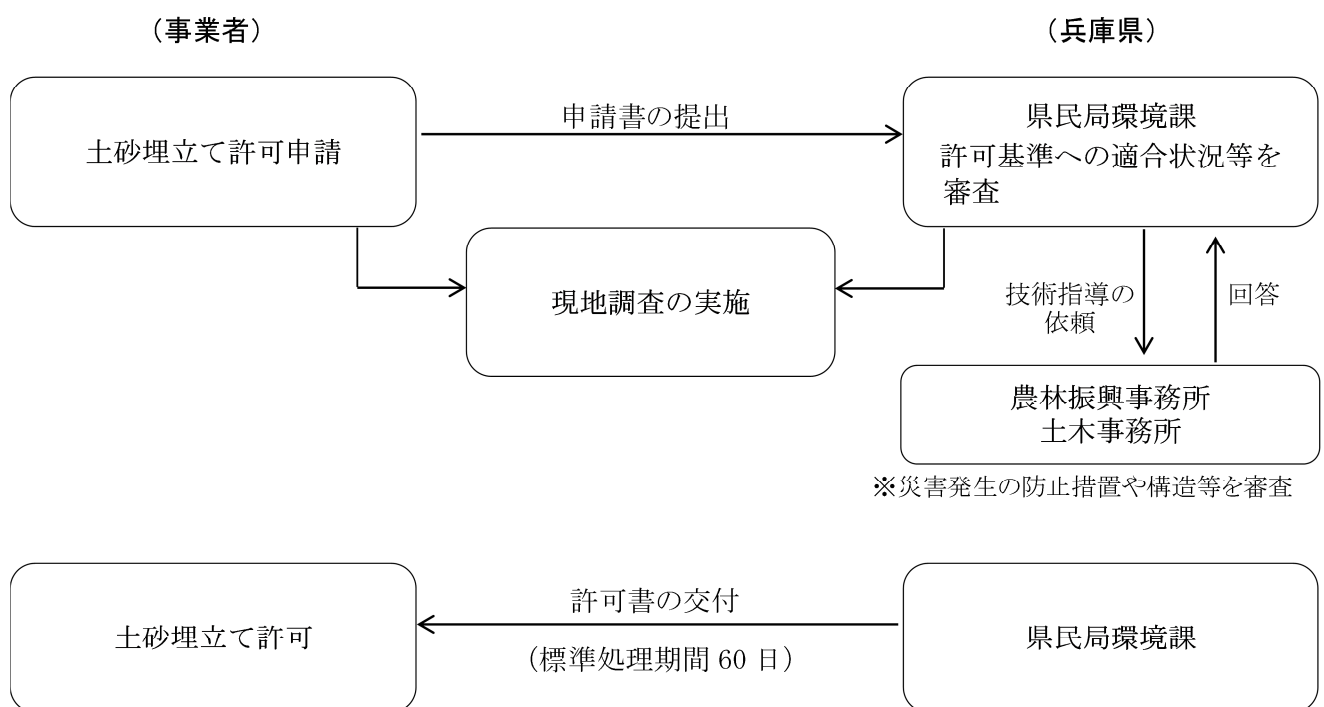 （事業者）
（兵庫県）
土砂埋立て許可申請
申請書の提出
県民局環境課
許可基準への適合状況等を
審査
現地調査の実施
技術指導の
依頼
回答
農林振興事務所
土木事務所
※災害発生の防止措置や構造等を審査
土砂埋立て許可
許可書の交付
（標準処理期間 60 日）
県民局環境課